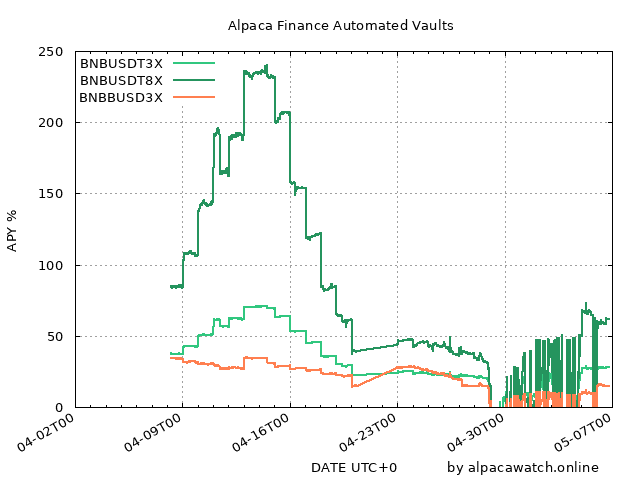 Alpaca Finance Automated Vaults
250
200
150
100
50
0
APY %
BNBUSDT3X
BNBUSDT8X
BNBBUSD3X
04-02T00
04-09T00
04-16T00
04-23T00
04-30T00
05-07T00
DATE UTC+0
by alpacawatch.online